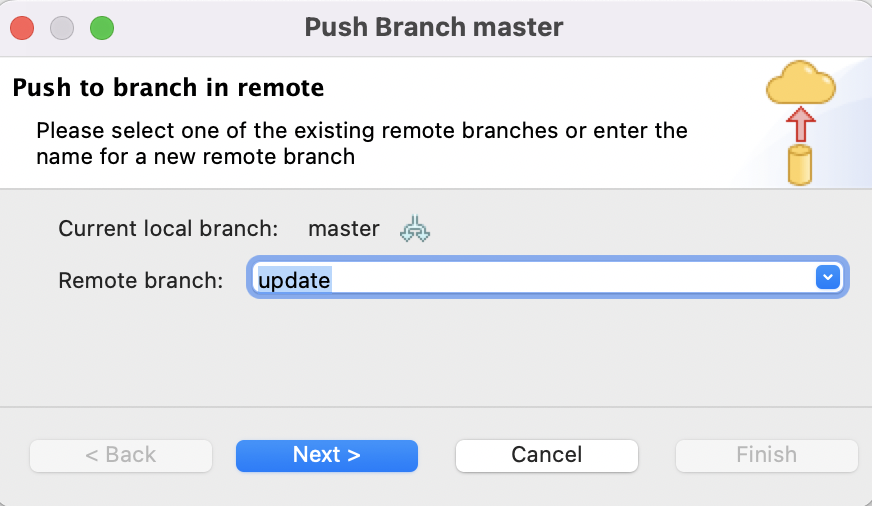 Push Branch master
Push to branch in remote
Please select one of the existing remote branches or enter the
name for a new remote branch
Current local branch: master
Remote branch: update
< Back Next > Cancel Finish